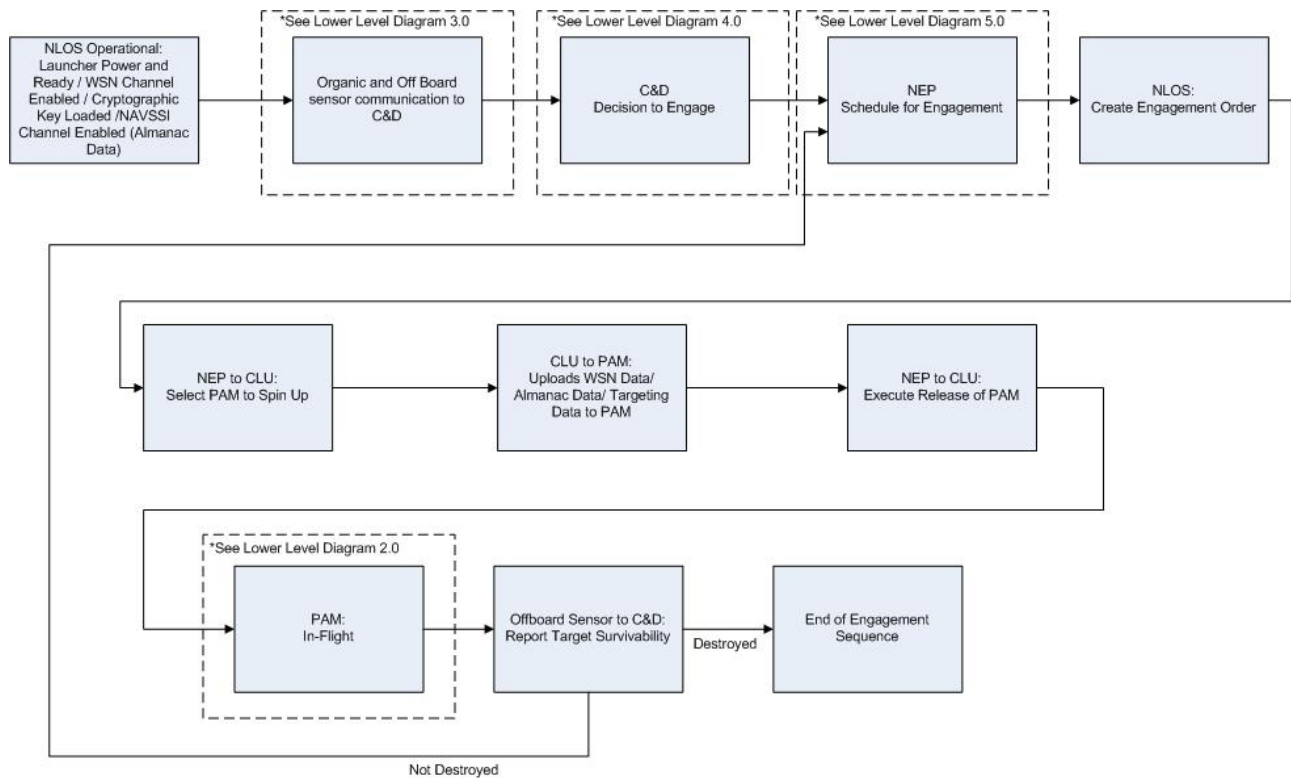 *See Lower Level Diagram 3.0
*See Lower Level Diagram 4.0
*See Lower Level Diagram 5.0
NLOS Operational:
Launcher Power and
Ready / WSN Channel
Enabled / Cryptographic
Key Loaded /NAVSSI
Channel Enabled (Almanac
Data)
Organic and Off Board
sensor communication to
C&D
C&D
Decision to Engage
NEP
Schedule for Engagement
NLOS:
Create Engagement Order
NEP to CLU:
Select PAM to Spin Up
CLU to PAM:
Uploads WSN Data/
Almanac Data/ Targeting
Data to PAM
NEP to CLU:
Execute Release of PAM
*See Lower Level Diagram 2.0
PAM:
In-Flight
Offboard Sensor to C&D:
Report Target Survivability
Destroyed
End of Engagement
Sequence
Not Destroyed